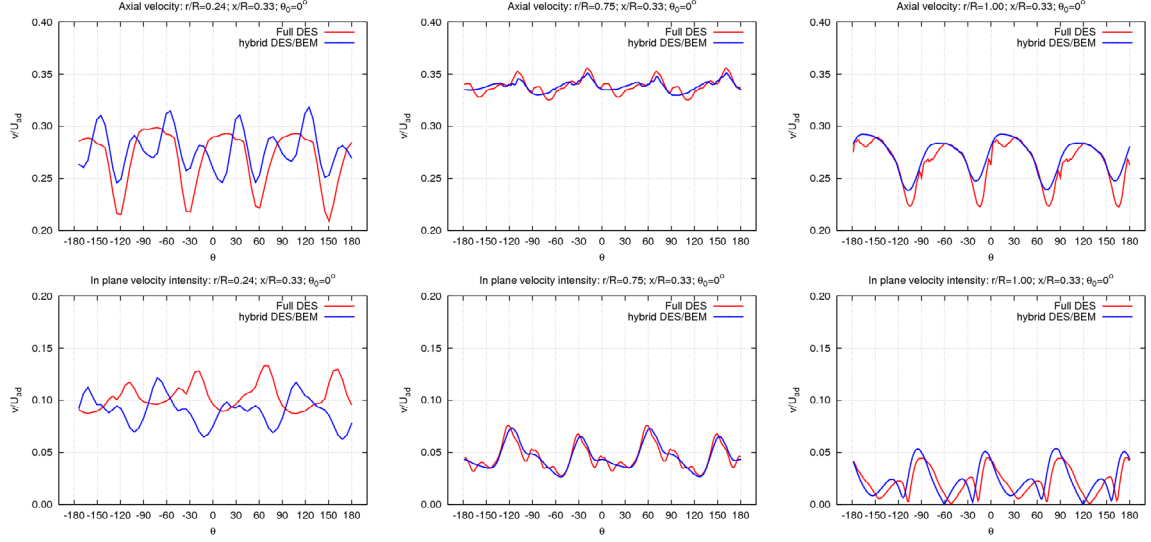 Axial velocity: r/R=0.24; x/R=0.33; θ0=0°
Full DES
hybrid DES/BEM
0.40
0.35
0.30
0.25
0.20
v/Uad
-180 -150 -120 -90 -60 -30 0 30 60 90 120 150 180
θ
Axial velocity: r/R=0.75; x/R=0.33; θ0=0°
Full DES
hybrid DES/BEM
0.40
0.35
0.30
0.25
0.20
v/Uad
-180 -150 -120 -90 -60 -30 0 30 60 90 120 150 180
θ
Axial velocity: r/R=1.00; x/R=0.33; θ0=0°
Full DES
hybrid DES/BEM
0.40
0.35
0.30
0.25
0.20
v/Uad
-180 -150 -120 -90 -60 -30 0 30 60 90 120 150 180
θ
In plane velocity intensity: r/R=0.24; x/R=0.33; θ0=0°
Full DES
hybrid DES/BEM
0.20
0.15
0.10
0.05
0.00
v/Uad
-180 -150 -120 -90 -60 -30 0 30 60 90 120 150 180
θ
In plane velocity intensity: r/R=0.75; x/R=0.33; θ0=0°
Full DES
hybrid DES/BEM
0.20
0.15
0.10
0.05
0.00
v/Uad
-180 -150 -120 -90 -60 -30 0 30 60 90 120 150 180
θ
In plane velocity intensity: r/R=1.00; x/R=0.33; θ0=0°
Full DES
hybrid DES/BEM
0.20
0.15
0.10
0.05
0.00
v/Uad
-180 -150 -120 -90 -60 -30 0 30 60 90 120 150 180
θ